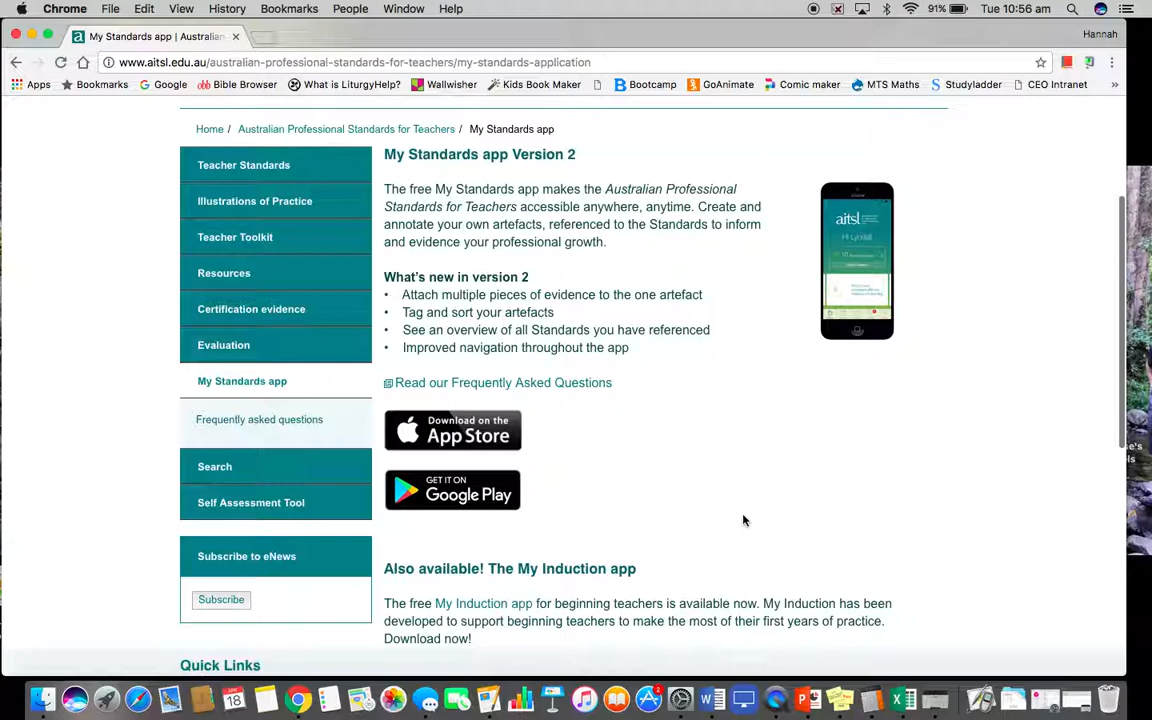 Chrome File Edit View History Bookmarks People Window Help 91% Tue 10:56 am
My Standards app | Australian
Hannah
www.aitsl.edu.au/australian-professional-standards-for-teachers/my-standards-application
Apps Bookmarks Google Bible Browser What is LiturgyHelp? Wallwisher Kids Book Maker Bootcamp GoAnimate Comic maker MTS Maths Studyladder CEO Intranet »
Home / Australian Professional Standards for Teachers / My Standards app
Teacher Standards
Illustrations of Practice
Teacher Toolkit
Resources
Certification evidence
Evaluation
My Standards app
Frequently asked questions
Search
Self Assessment Tool
Subscribe to eNews
Subscribe
My Standards app Version 2
The free My Standards app makes the Australian Professional
Standards for Teachers accessible anywhere, anytime. Create and
annotate your own artefacts, referenced to the Standards to inform
and evidence your professional growth.
What's new in version 2
• Attach multiple pieces of evidence to the one artefact
• Tag and sort your artefacts
• See an overview of all Standards you have referenced
• Improved navigation throughout the app
Read our Frequently Asked Questions
Download on the
App Store
GET IT ON
Google Play
aitsl
Also available! The My Induction app
The free My Induction app for beginning teachers is available now. My Induction has been
developed to support beginning teachers to make the most of their first years of practice.
Download now!
Quick Links
18
2